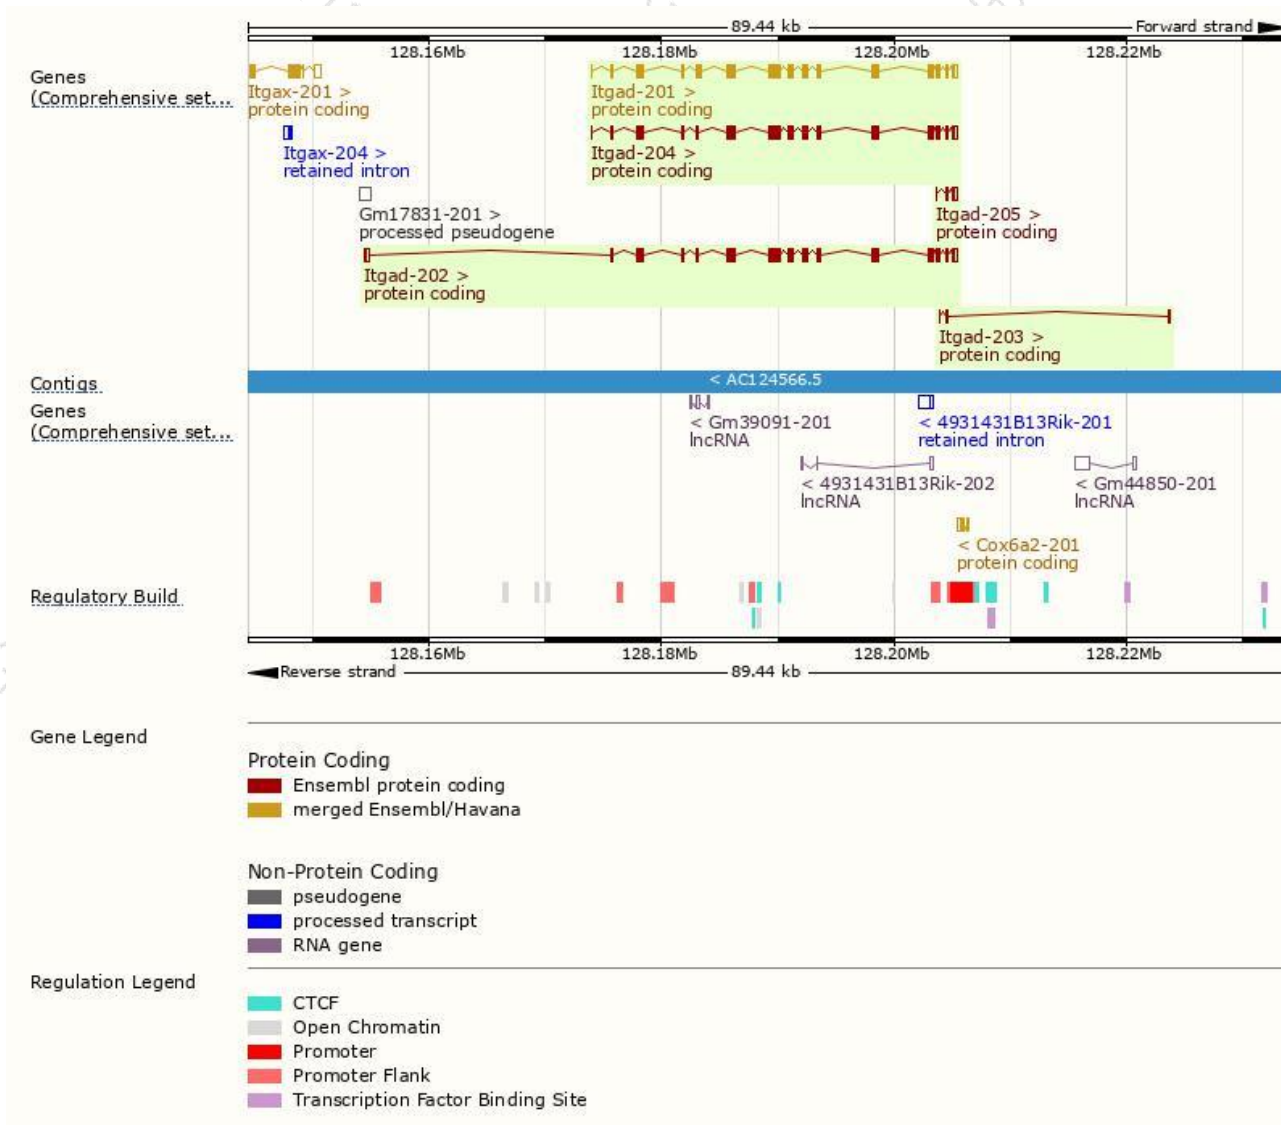 89.44 kb
Forward strand
128.16Mb 128.18Mb 128.20Mb 128.22Mb
Genes
(Comprehensive set...
Itgax-201 >
protein coding
Itgad-201 >
protein coding
Itgax-204 >
retained intron
Itgad-204 >
protein coding
Gm17831-201 >
processed pseudogene
Itgad-205 >
protein coding
Itgad-202 >
protein coding
Itgad-203 >
protein coding
Contigs
< AC124566.5
Genes
(Comprehensive set...
< Gm39091-201
lncRNA
< 4931431B13Rik-201
retained intron
< 4931431B13Rik-202
lncRNA
< Gm44850-201
lncRNA
< Cox6a2-201
protein coding
Regulatory Build
128.16Mb 128.18Mb 128.20Mb 128.22Mb
Reverse strand
89.44 kb
Gene Legend
Protein Coding
Ensembl protein coding
merged Ensembl/Havana
Non-Protein Coding
pseudogene
processed transcript
RNA gene
Regulation Legend
CTCF
Open Chromatin
Promoter
Promoter Flank
Transcription Factor Binding Site